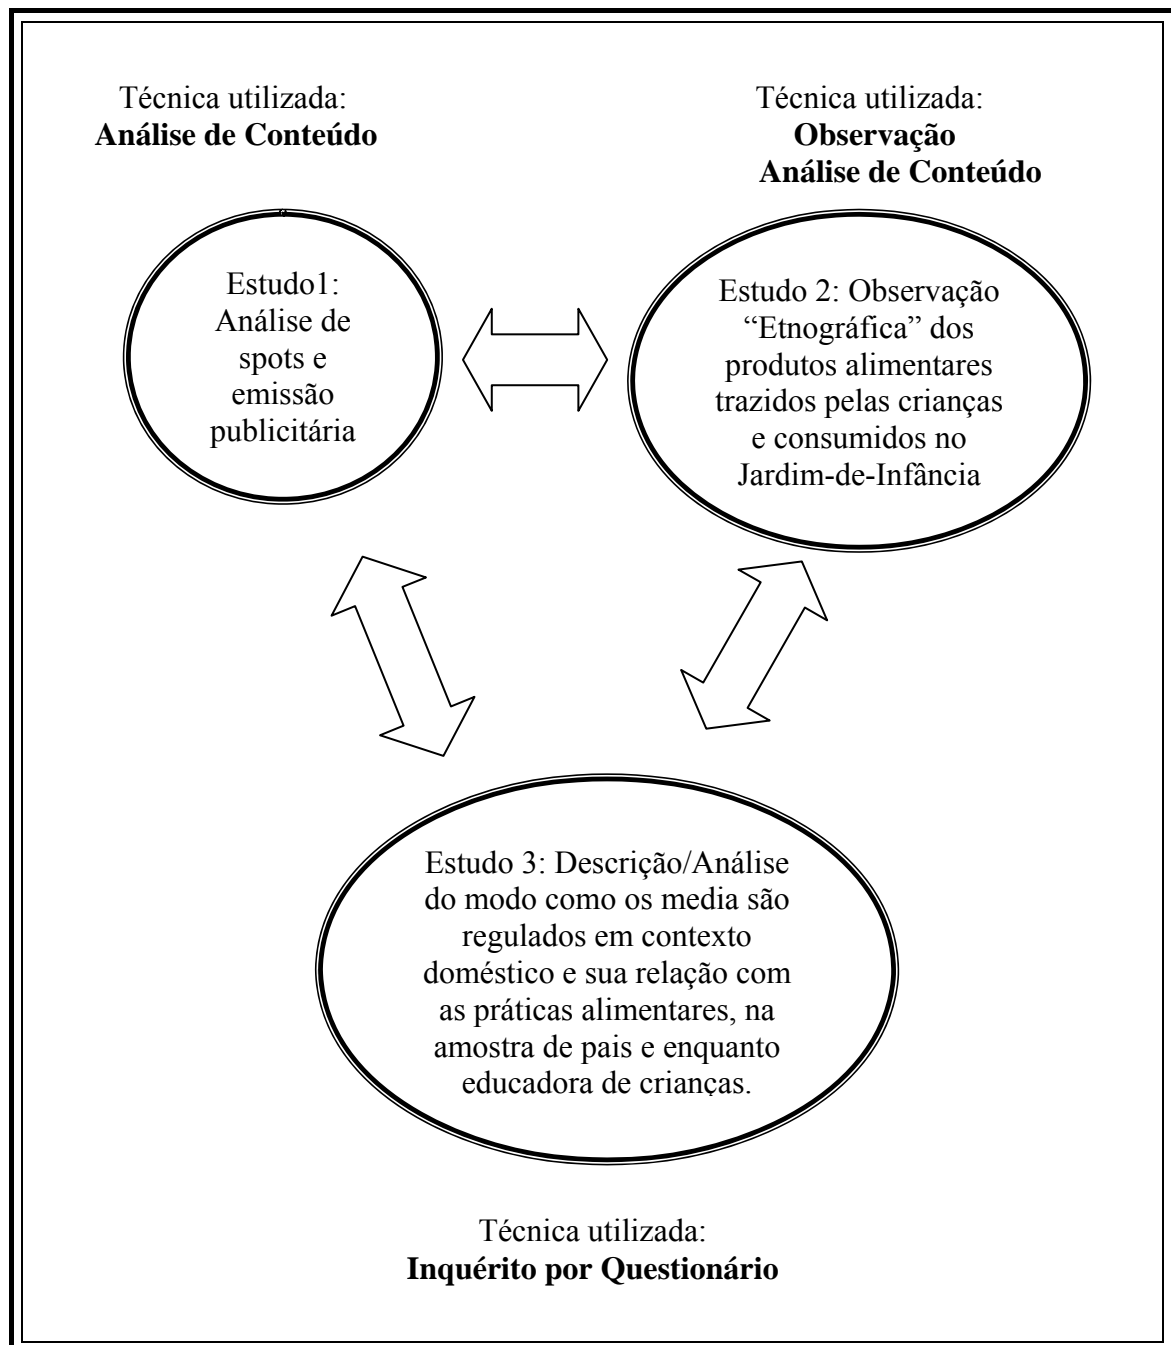 Técnica utilizada:
Análise de Conteúdo
Técnica utilizada:
Observação
Análise de Conteúdo
Estudo1:
Análise de
spots e
emissão
publicitária
Estudo 2: Observação
“Etnográfica” dos
produtos alimentares
trazidos pelas crianças
e consumidos no
Jardim-de-Infância
Estudo 3: Descrição/Análise
do modo como os media são
regulados em contexto
doméstico e sua relação com
as práticas alimentares, na
amostra de pais e enquanto
educadora de crianças.
Técnica utilizada:
Inquérito por Questionário